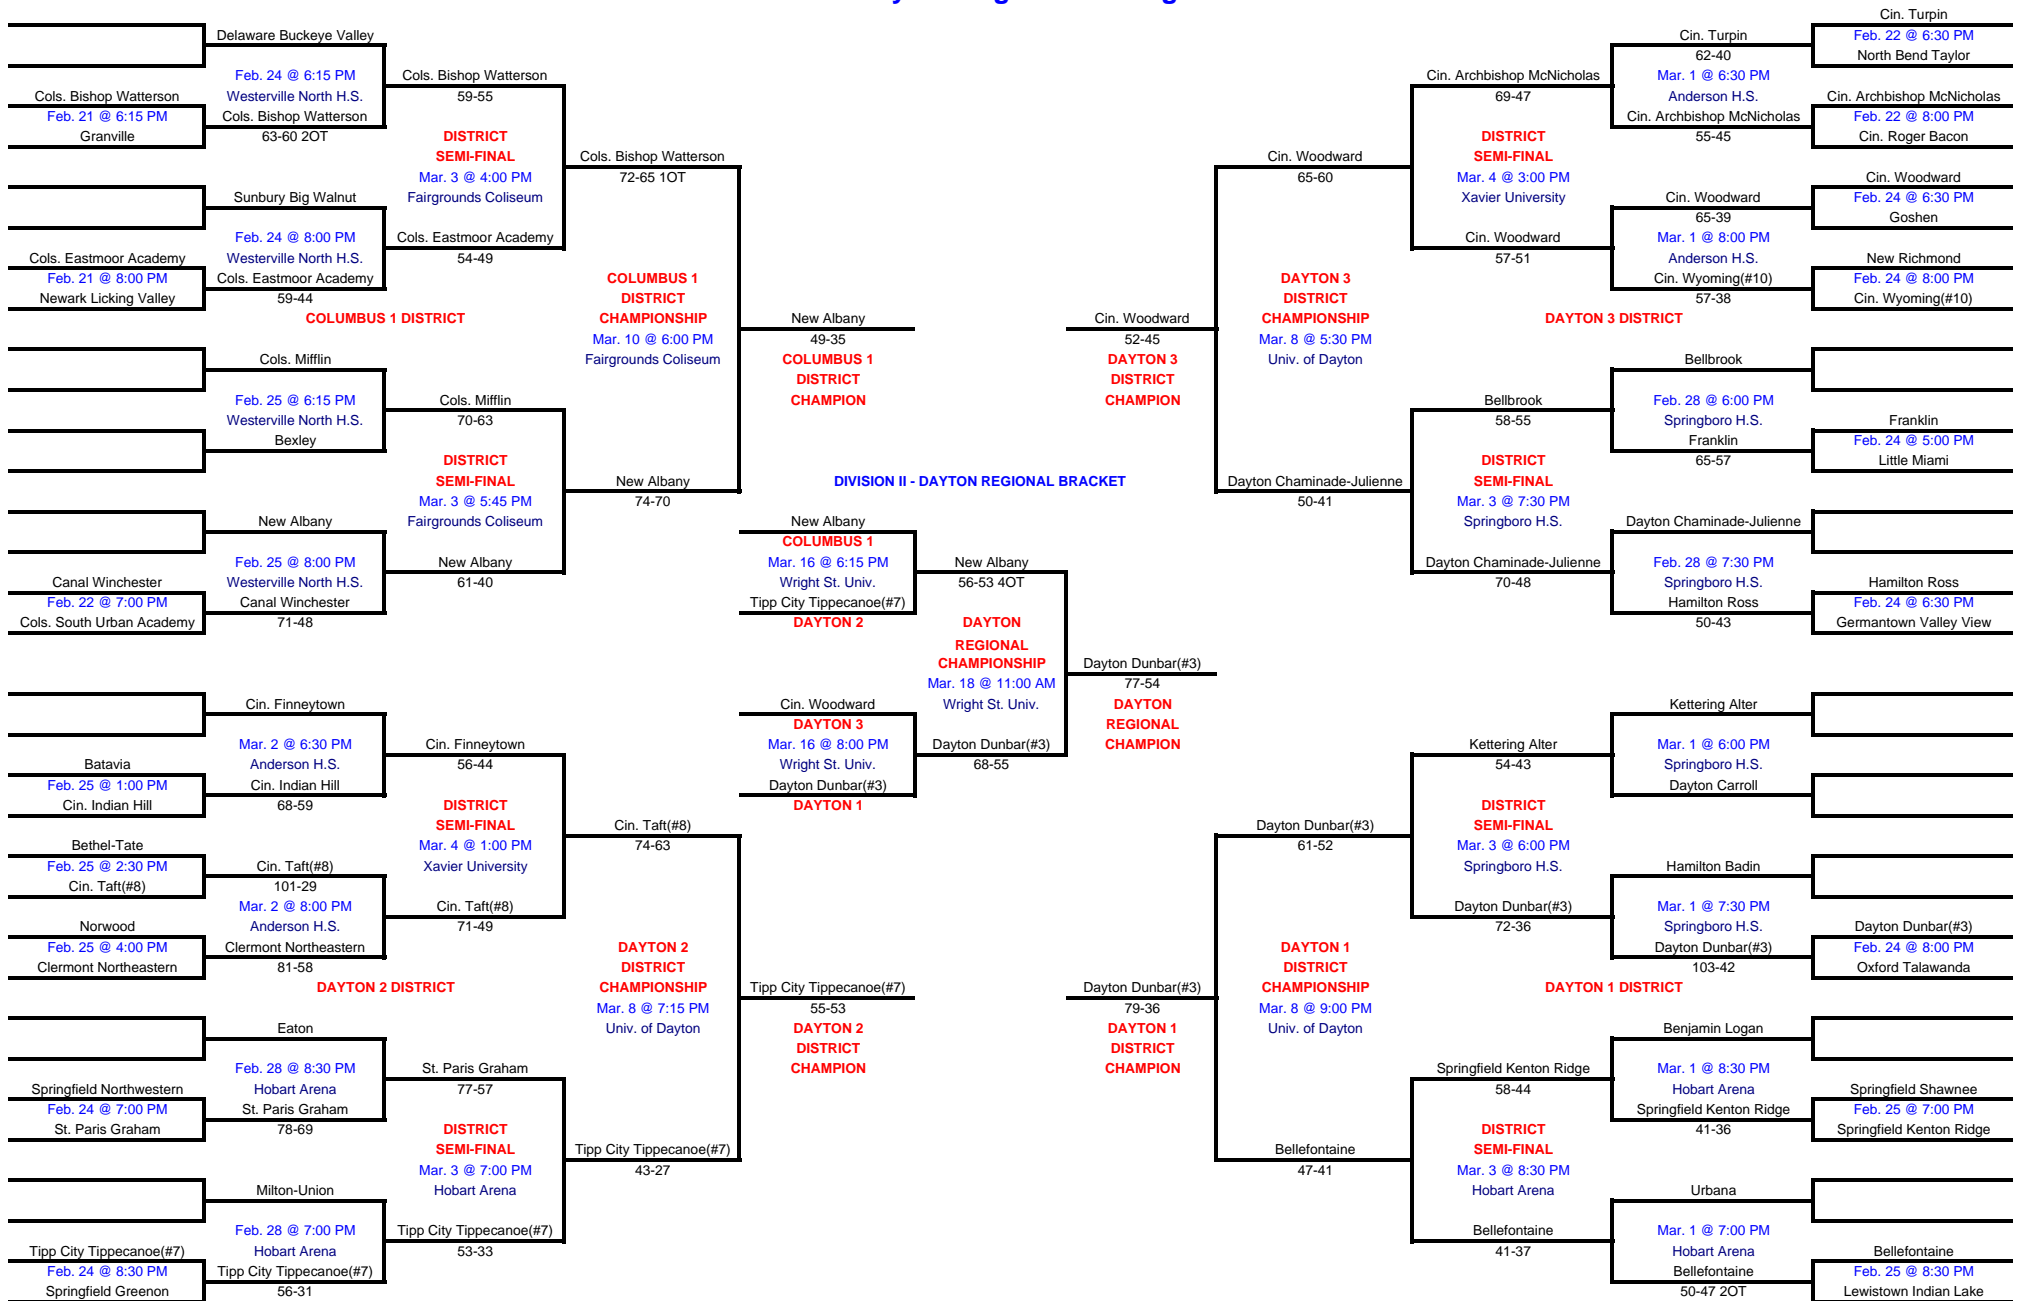 Cols. Bishop Watterson
Feb. 21 @ 6:15 PM
Granville
Cols. Eastmoor Academy
Feb. 21 @ 8:00 PM
Newark Licking Valley
Canal Winchester
Feb. 22 @ 7:00 PM
Cols. South Urban Academy
Delaware Buckeye Valley
Feb. 24 @ 6:15 PM
Westerville North H.S.
Cols. Bishop Watterson
63-60 2OT
Sunbury Big Walnut
Feb. 24 @ 8:00 PM
Westerville North H.S.
Cols. Eastmoor Academy
59-44
COLUMBUS 1 DISTRICT
Cols. Mifflin
Feb. 25 @ 6:15 PM
Westerville North H.S.
Bexley
New Albany
Feb. 25 @ 8:00 PM
Westerville North H.S.
Canal Winchester
71-48
Cols. Bishop Watterson
59-55
DISTRICT
SEMI-FINAL
Mar. 3 @ 4:00 PM
Fairgrounds Coliseum
Cols. Eastmoor Academy
54-49
Cols. Mifflin
70-63
DISTRICT
SEMI-FINAL
Mar. 3 @ 5:45 PM
Fairgrounds Coliseum
New Albany
61-40
Cols. Bishop Watterson
72-65 1OT
COLUMBUS 1
DISTRICT
CHAMPIONSHIP
Mar. 10 @ 6:00 PM
Fairgrounds Coliseum
New Albany
74-70
New Albany
49-35
COLUMBUS 1
DISTRICT
CHAMPION
Batavia
Feb. 25 @ 1:00 PM
Cin. Indian Hill
Bethel-Tate
Feb. 25 @ 2:30 PM
Cin. Taft(#8)
Norwood
Feb. 25 @ 4:00 PM
Clermont Northeastern
Springfield Northwestern
Feb. 24 @ 7:00 PM
St. Paris Graham
Tipp City Tippecanoe(#7)
Feb. 24 @ 8:30 PM
Springfield Greenon
Cin. Finneytown
Mar. 2 @ 6:30 PM
Anderson H.S.
Cin. Indian Hill
68-59
Cin. Taft(#8)
101-29
Mar. 2 @ 8:00 PM
Anderson H.S.
Clermont Northeastern
81-58
DAYTON 2 DISTRICT
Eaton
Feb. 28 @ 8:30 PM
Hobart Arena
St. Paris Graham
78-69
Milton-Union
Feb. 28 @ 7:00 PM
Hobart Arena
Tipp City Tippecanoe(#7)
56-31
Cin. Finneytown
56-44
DISTRICT
SEMI-FINAL
Mar. 4 @ 1:00 PM
Xavier University
Cin. Taft(#8)
71-49
St. Paris Graham
77-57
DISTRICT
SEMI-FINAL
Mar. 3 @ 7:00 PM
Hobart Arena
Tipp City Tippecanoe(#7)
53-33
Cin. Taft(#8)
74-63
DAYTON 2
DISTRICT
CHAMPIONSHIP
Mar. 8 @ 7:15 PM
Univ. of Dayton
Tipp City Tippecanoe(#7)
43-27
Tipp City Tippecanoe(#7)
55-53
DAYTON 2
DISTRICT
CHAMPION
DIVISION II - DAYTON REGIONAL BRACKET
New Albany
COLUMBUS 1
Mar. 16 @ 6:15 PM
Wright St. Univ.
Tipp City Tippecanoe(#7)
DAYTON 2
Cin. Woodward
DAYTON 3
Mar. 16 @ 8:00 PM
Wright St. Univ.
Dayton Dunbar(#3)
DAYTON 1
New Albany
56-53 4OT
DAYTON
REGIONAL
CHAMPIONSHIP
Mar. 18 @ 11:00 AM
Wright St. Univ.
Dayton Dunbar(#3)
68-55
Dayton Dunbar(#3)
77-54
DAYTON
REGIONAL
CHAMPION
Cin. Woodward
52-45
DAYTON 3
DISTRICT
CHAMPION
Cin. Woodward
65-60
DAYTON 3
DISTRICT
CHAMPIONSHIP
Mar. 8 @ 5:30 PM
Univ. of Dayton
Dayton Chaminade-Julienne
50-41
Cin. Archbishop McNicholas
69-47
DISTRICT
SEMI-FINAL
Mar. 4 @ 3:00 PM
Xavier University
Cin. Woodward
57-51
DAYTON 3 DISTRICT
Bellbrook
58-55
DISTRICT
SEMI-FINAL
Mar. 3 @ 7:30 PM
Springboro H.S.
Dayton Chaminade-Julienne
70-48
Cin. Turpin
62-40
Mar. 1 @ 6:30 PM
Anderson H.S.
Cin. Archbishop McNicholas
55-45
Cin. Woodward
65-39
Mar. 1 @ 8:00 PM
Anderson H.S.
Cin. Wyoming(#10)
57-38
Bellbrook
Feb. 28 @ 6:00 PM
Springboro H.S.
Franklin
65-57
Dayton Chaminade-Julienne
Feb. 28 @ 7:30 PM
Springboro H.S.
Hamilton Ross
50-43
Cin. Turpin
Feb. 22 @ 6:30 PM
North Bend Taylor
Cin. Archbishop McNicholas
Feb. 22 @ 8:00 PM
Cin. Roger Bacon
Cin. Woodward
Feb. 24 @ 6:30 PM
Goshen
New Richmond
Feb. 24 @ 8:00 PM
Cin. Wyoming(#10)
Franklin
Feb. 24 @ 5:00 PM
Little Miami
Hamilton Ross
Feb. 24 @ 6:30 PM
Germantown Valley View
Dayton Dunbar(#3)
79-36
DAYTON 1
DISTRICT
CHAMPION
Dayton Dunbar(#3)
61-52
DAYTON 1
DISTRICT
CHAMPIONSHIP
Mar. 8 @ 9:00 PM
Univ. of Dayton
Bellefontaine
47-41
Kettering Alter
54-43
DISTRICT
SEMI-FINAL
Mar. 3 @ 6:00 PM
Springboro H.S.
Dayton Dunbar(#3)
72-36
DAYTON 1 DISTRICT
Springfield Kenton Ridge
58-44
DISTRICT
SEMI-FINAL
Mar. 3 @ 8:30 PM
Hobart Arena
Bellefontaine
41-37
Kettering Alter
Mar. 1 @ 6:00 PM
Springboro H.S.
Dayton Carroll
Hamilton Badin
Mar. 1 @ 7:30 PM
Springboro H.S.
Dayton Dunbar(#3)
103-42
Benjamin Logan
Mar. 1 @ 8:30 PM
Hobart Arena
Springfield Kenton Ridge
41-36
Urbana
Mar. 1 @ 7:00 PM
Hobart Arena
Bellefontaine
50-47 2OT
Dayton Dunbar(#3)
Feb. 24 @ 8:00 PM
Oxford Talawanda
Springfield Shawnee
Feb. 25 @ 7:00 PM
Springfield Kenton Ridge
Bellefontaine
Feb. 25 @ 8:30 PM
Lewistown Indian Lake